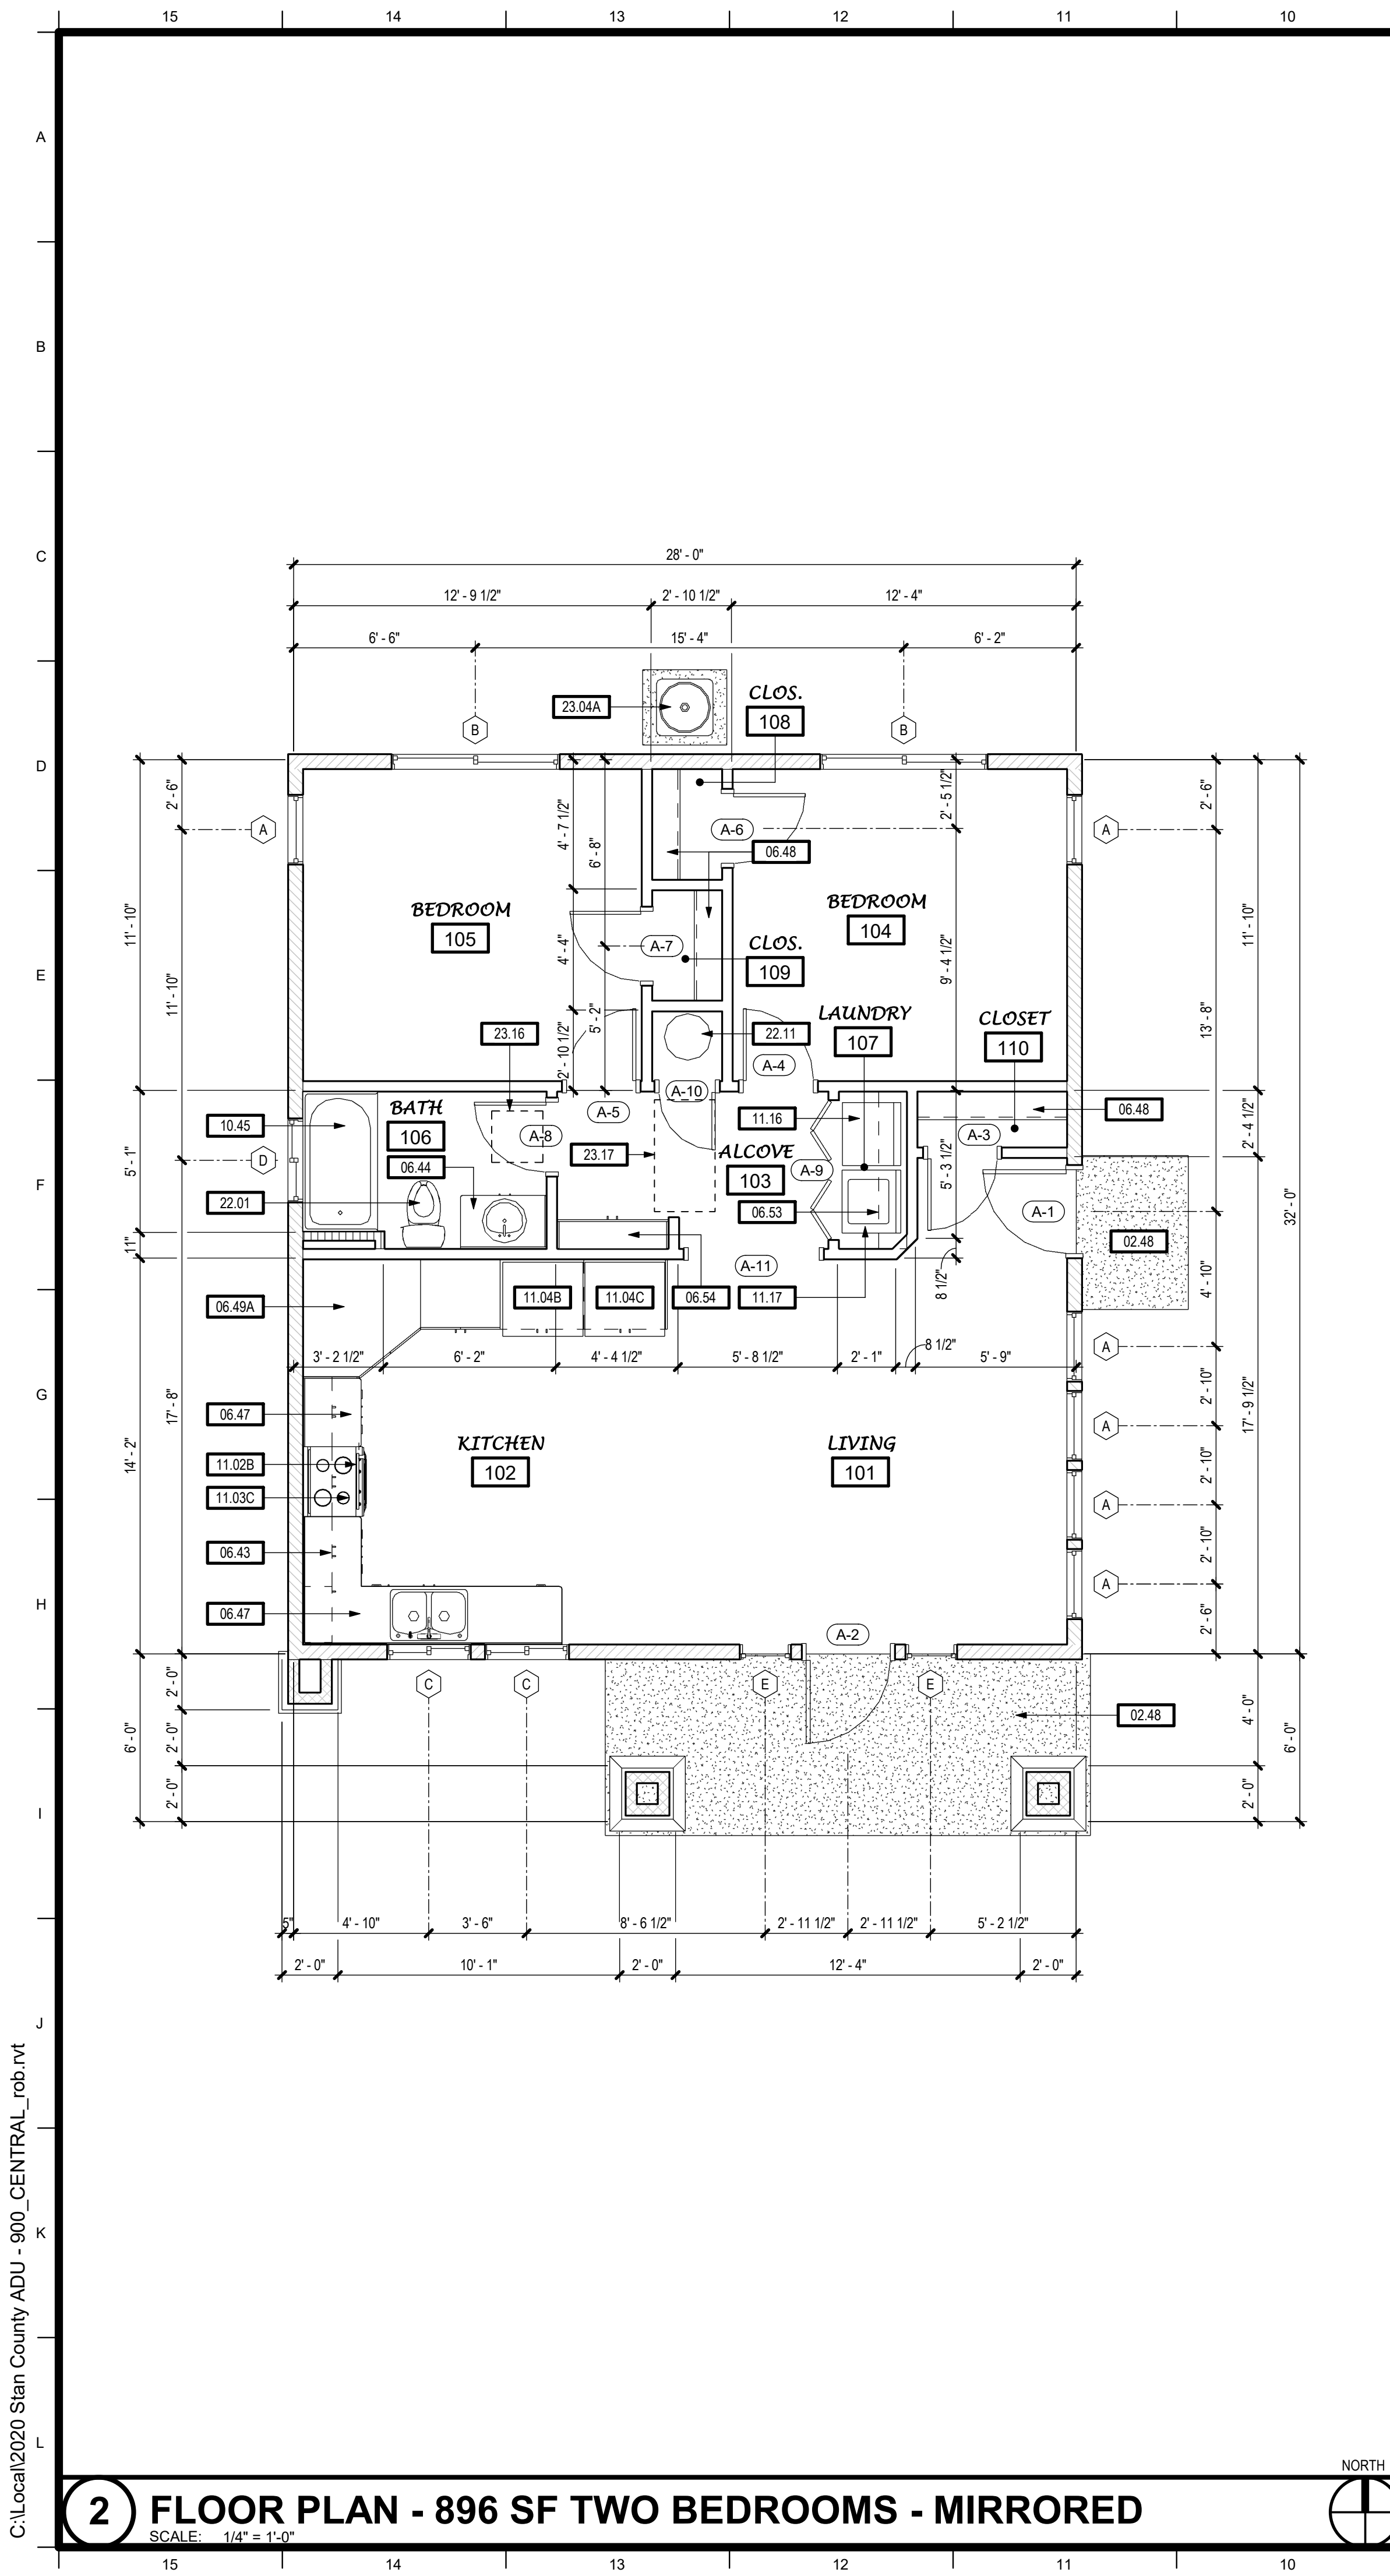 15 14 13 12 11 10
A
B
C
D
E
F
G
H
I
J
K
L
28' - 0"
12' - 9 1/2" 2' - 10 1/2" 12' - 4"
6' - 6" 15' - 4" 6' - 2"
CLOS.
23.04A 108
B B
2' - 6" 4' - 7 1/2" 6' - 8" 2' - 5 1/2" 2' - 6"
A A-6 A
06.48
BEDROOM BEDROOM
105 104
11' - 10" 11' - 10" 4' - 4" A-7 CLOS. 9' - 4 1/2" 11' - 10"
109
5' - 2" LAUNDRY CLOSET 13' - 8"
23.16 22.11 107 110
2' - 10 1/2" A-4
A-10
BATH A-5 06.48
10.45 106 A-8 11.16 A-3 2' - 4 1/2"
5' - 1" 23.17 ALCOVE
D 06.44 103 A-9 5' - 3 1/2"
22.01 06.53 A-1 32' - 0"
11" 02.48
A-11 8 1/2" 4' - 10"
06.49A 11.04B 11.04C 06.54 11.17
A
3' - 2 1/2" 6' - 2" 4' - 4 1/2" 5' - 8 1/2" 2' - 1" 8 1/2" 5' - 9"
17' - 8" 2' - 10" 17' - 9 1/2"
06.47 A
14' - 2" KITCHEN LIVING
11.02B 102 101 2' - 10"
11.03C A
06.43 2' - 10"
A
06.47 2' - 6"
A-2
2' - 0" C C E E
6' - 0" 2' - 0" 02.48 4' - 0" 6' - 0"
2' - 0" 2' - 0"
5" 4' - 10" 3' - 6" 8' - 6 1/2" 2' - 11 1/2" 2' - 11 1/2" 5' - 2 1/2"
2' - 0" 10' - 1" 2' - 0" 12' - 4" 2' - 0"
C:\Local\2020 Stan County ADU - 900_CENTRAL_rob.rvt
NORTH
2 FLOOR PLAN - 896 SF TWO BEDROOMS - MIRRORED
SCALE: 1/4" = 1'-0"
15 14 13 12 11 10